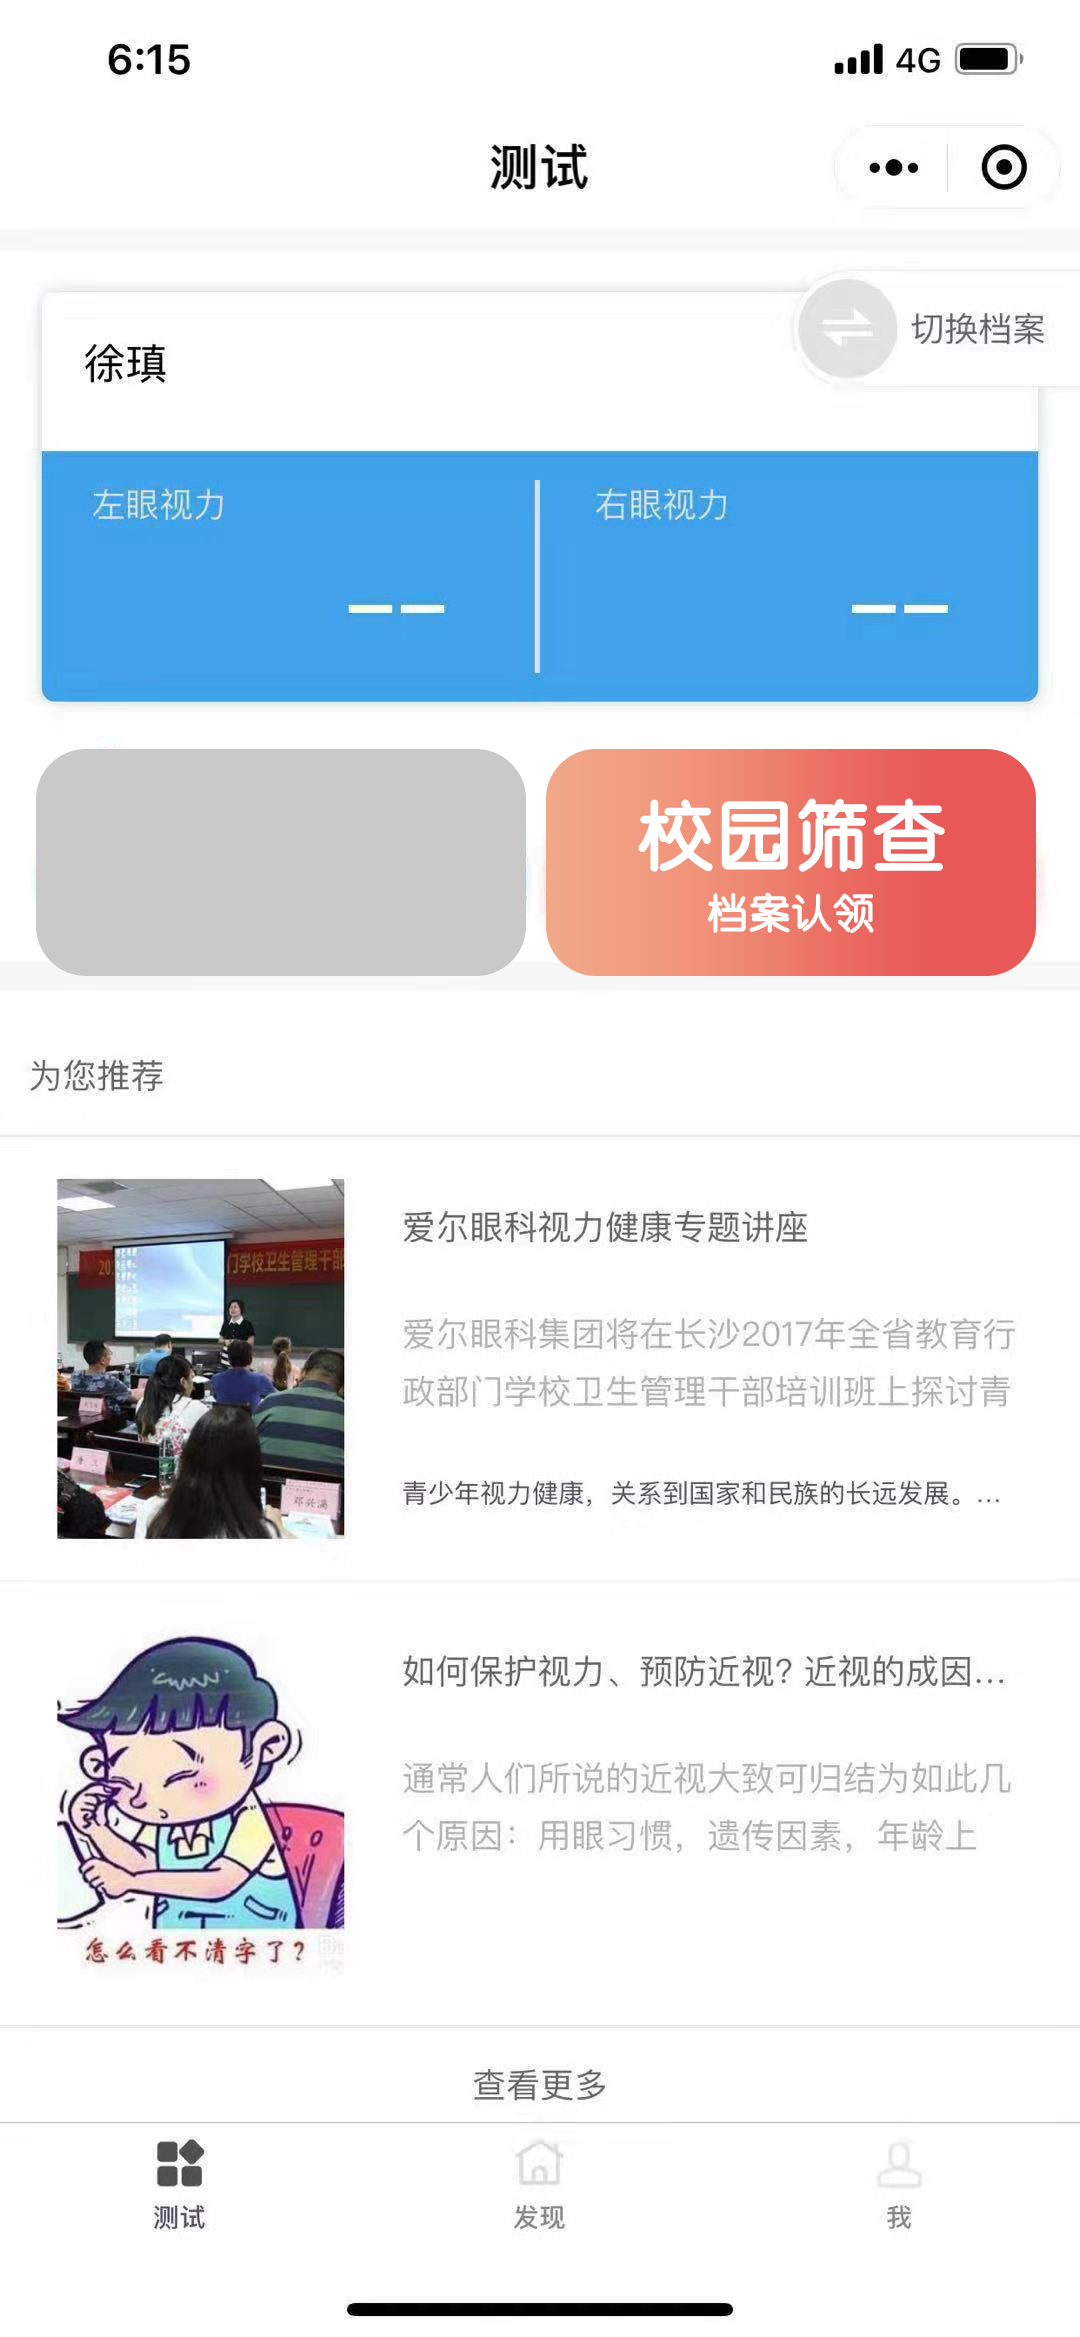 6:15
4G
测试
切换档案
徐瑱
左眼视力
右眼视力
——
——
校园筛查
档案认领
为您推荐
爱尔眼科视力健康专题讲座
爱尔眼科集团将在长沙2017年全省教育行
政部门学校卫生管理干部培训班上探讨青
青少年视力健康，关系到国家和民族的长远发展。...
20
门学校卫生管理干部
邓兴满
如何保护视力、预防近视？近视的成因...
通常人们所说的近视大致可归结为如此几
个原因：用眼习惯，遗传因素，年龄上
怎么看不清字了？
查看更多
测试
发现
我